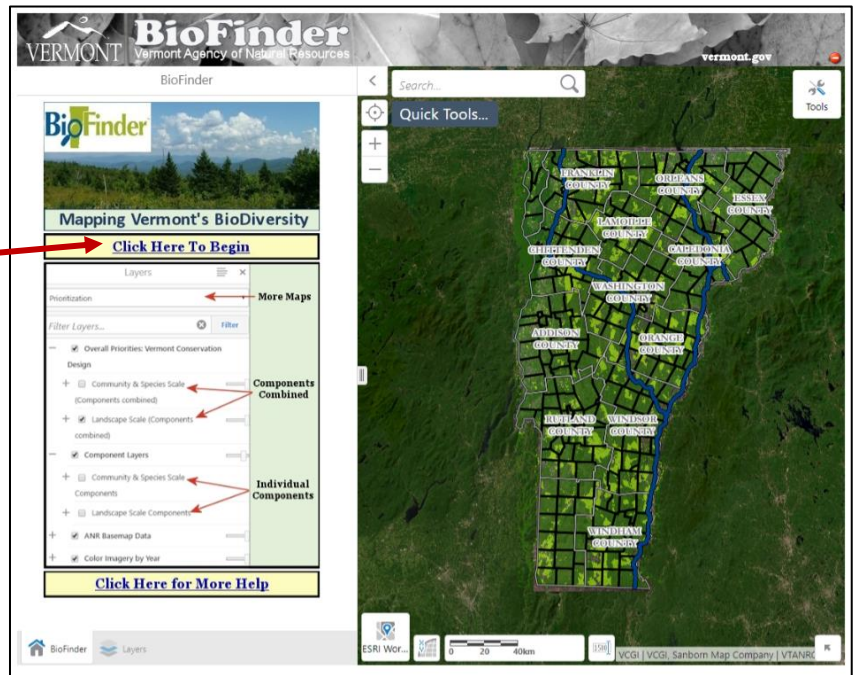 BioFinder
VERMONT
Vermont Agency of Natural Resources
vermont.gov
BioFinder
BioFinder
Mapping Vermont's BioDiversity
Click Here To Begin
Layers
Prioritization
More Maps
Filter Layers...
Filter
Overall Priorities: Vermont Conservation
Design
Community & Species Scale
(Components combined)
Landscape Scale (Components
combined)
Components
Combined
Component Layers
Community & Species Scale
Components
Landscape Scale Components
Individual
Components
ANR Basemap Data
Color Imagery by Year
Click Here for More Help
BioFinder
Layers
Search...
Quick Tools...
Tools
FRANKLIN
COUNTY
ORLEANS
COUNTY
ESSEX
COUNTY
LAMOILLE
COUNTY
CHITTENDEN
COUNTY
CALEDONIA
COUNTY
WASHINGTON
COUNTY
ADDISON
COUNTY
ORANGE
COUNTY
RUTLAND
COUNTY
WINDSOR
COUNTY
WINDHAM
COUNTY
ESRI Wor...
0 20 40km
VCGI | VCGI, Sanborn Map Company | VTANR